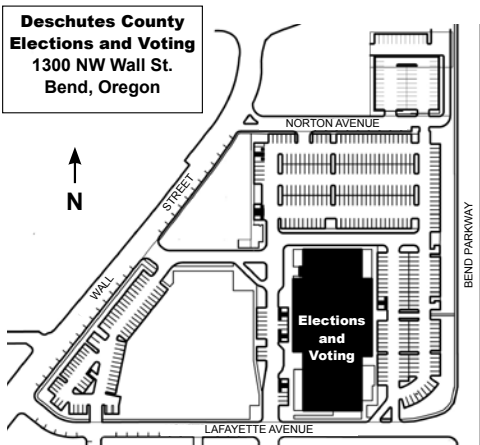 Deschutes County
Elections and Voting
1300 NW Wall St.
Bend, Oregon
NORTON AVENUE
N
WALL STREET
BEND PARKWAY
Elections
and
Voting
LAFAYETTE AVENUE